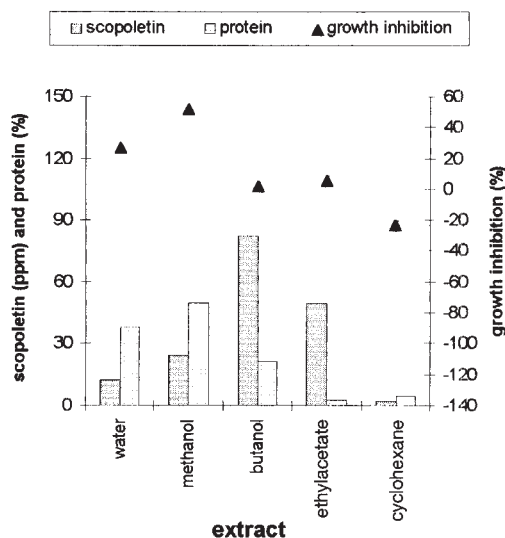 scopoletin protein growth inhibition
scopoletin (ppm) and protein (%)
150
120
90
60
30
0
60
40
20
0
-20
-40
-60
-80
-100
-120
-140
growth inhibition (%)
water
methanol
butanol
ethylacetate
cyclohexane
extract